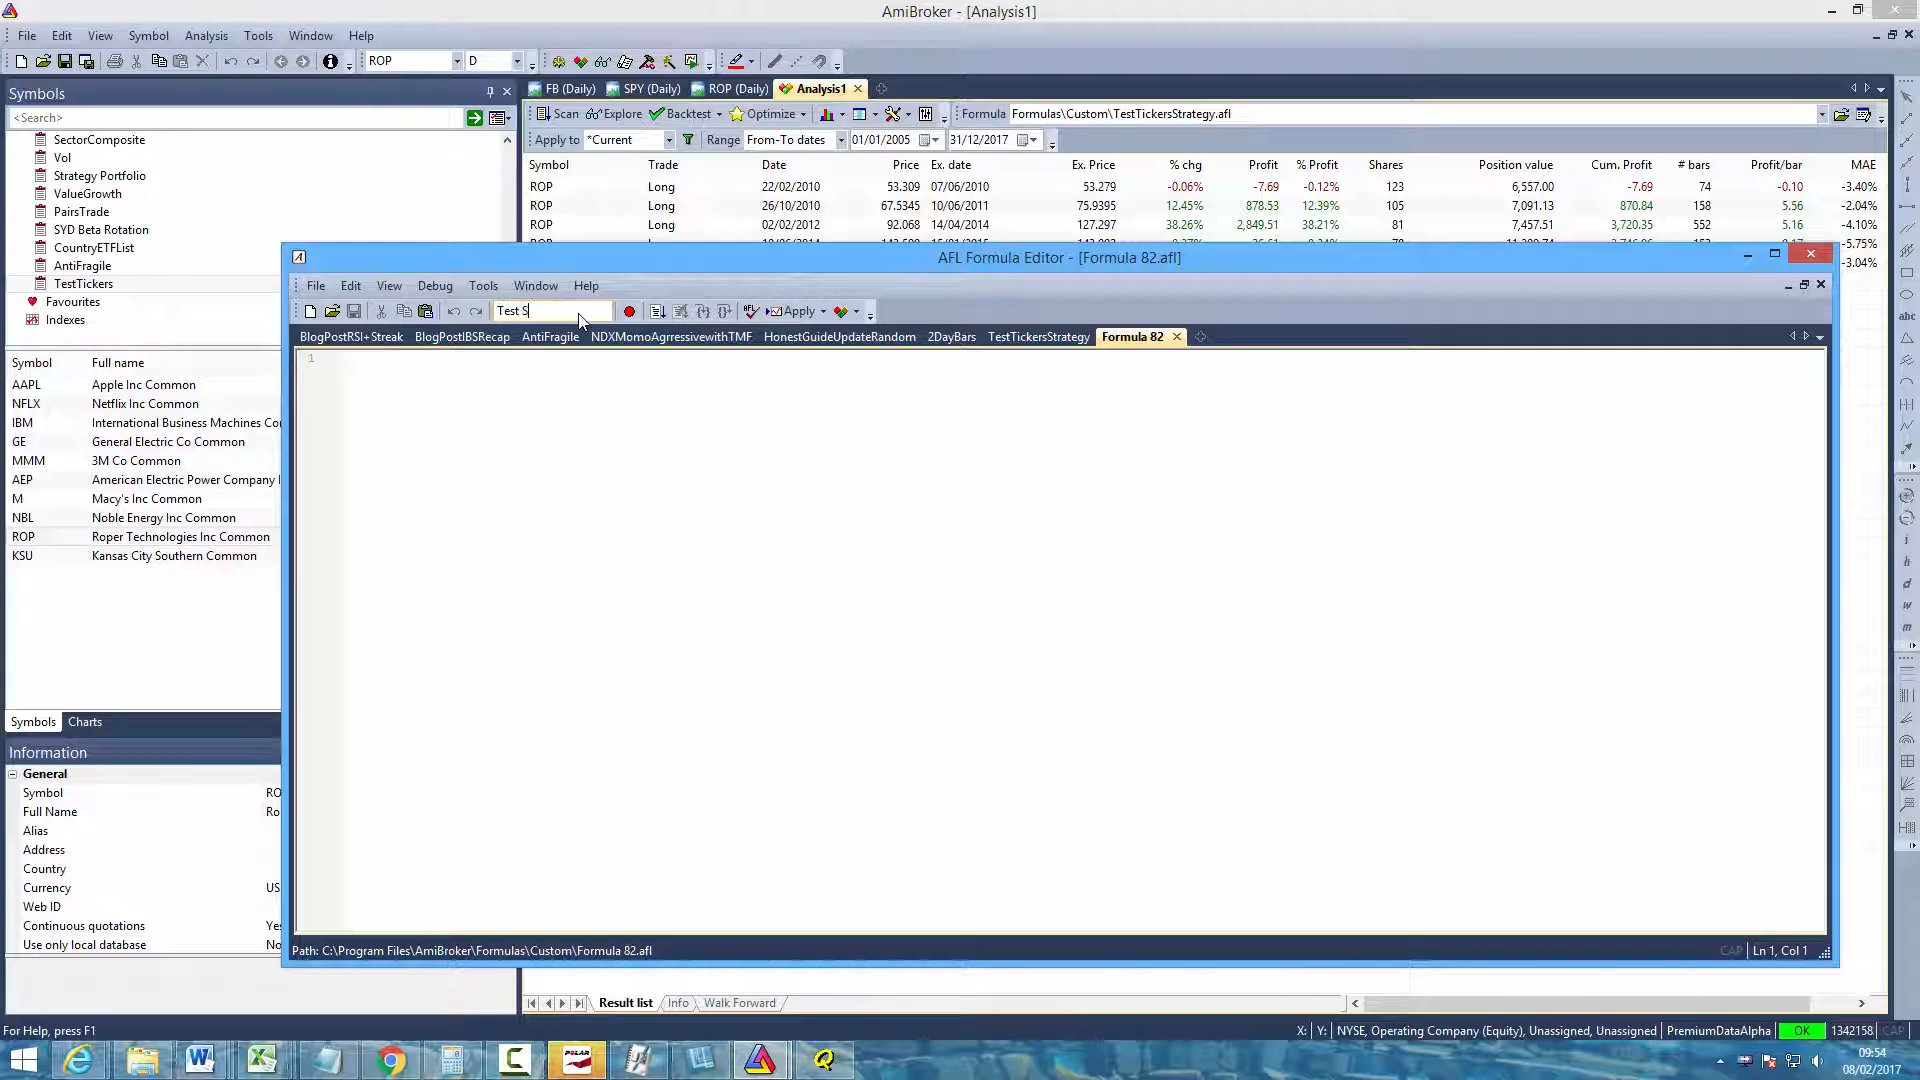 AmiBroker - [Analysis1]
File Edit View Symbol Analysis Tools Window Help
ROP D
Symbols
<Search>
SectorComposite
Vol
Strategy Portfolio
ValueGrowth
PairsTrade
SYD Beta Rotation
CountryETFList
AntiFragile
TestTickers
Favourites
Indexes
Symbol Full name
AAPL Apple Inc Common
NFLX Netflix Inc Common
IBM International Business Machines Co
GE General Electric Co Common
MMM 3M Co Common
AEP American Electric Power Company
M Macy's Inc Common
NBL Noble Energy Inc Common
ROP Roper Technologies Inc Common
KSU Kansas City Southern Common
Symbols Charts
Information
General
Symbol RO
Full Name Ro
Alias
Address
Country
Currency US
Web ID
Continuous quotations Yes
Use only local database No
FB (Daily) SPY (Daily) ROP (Daily) Analysis1
Scan Explore Backtest Optimize Formula Formulas\Custom\TestTickersStrategy.afl
Apply to *Current Range From-To dates 01/01/2005 31/12/2017
Symbol Trade Date Price Ex. date Ex. Price % chg Profit % Profit Shares Position value Cum. Profit # bars Profit/bar MAE
ROP Long 22/02/2010 53.309 07/06/2010 53.279 -0.06% -7.69 -0.12% 123 6,557.00 -7.69 74 -0.10 -3.40%
ROP Long 26/10/2010 67.5345 10/06/2011 75.9395 12.45% 878.53 12.39% 105 7,091.13 870.84 158 5.56 -2.04%
ROP Long 02/02/2012 92.068 14/04/2014 127.297 38.26% 2,849.51 38.21% 81 7,457.51 3,720.35 552 5.16 -4.10%
-5.75%
-3.04%
AFL Formula Editor - [Formula 82.afl]
File Edit View Debug Tools Window Help
Test S Apply
BlogPostRSI+Streak BlogPostIBSRecap AntiFragile NDXMomoAgrressivewithTMF HonestGuideUpdateRandom 2DayBars TestTickersStrategy Formula 82
1
Path: C:\Program Files\AmiBroker\Formulas\Custom\Formula 82.afl
CAP Ln 1, Col 1
Result list Info Walk Forward
For Help, press F1
X: Y: NYSE, Operating Company (Equity), Unassigned, Unassigned PremiumDataAlpha OK 1342158 CAP
09:54
08/02/2017